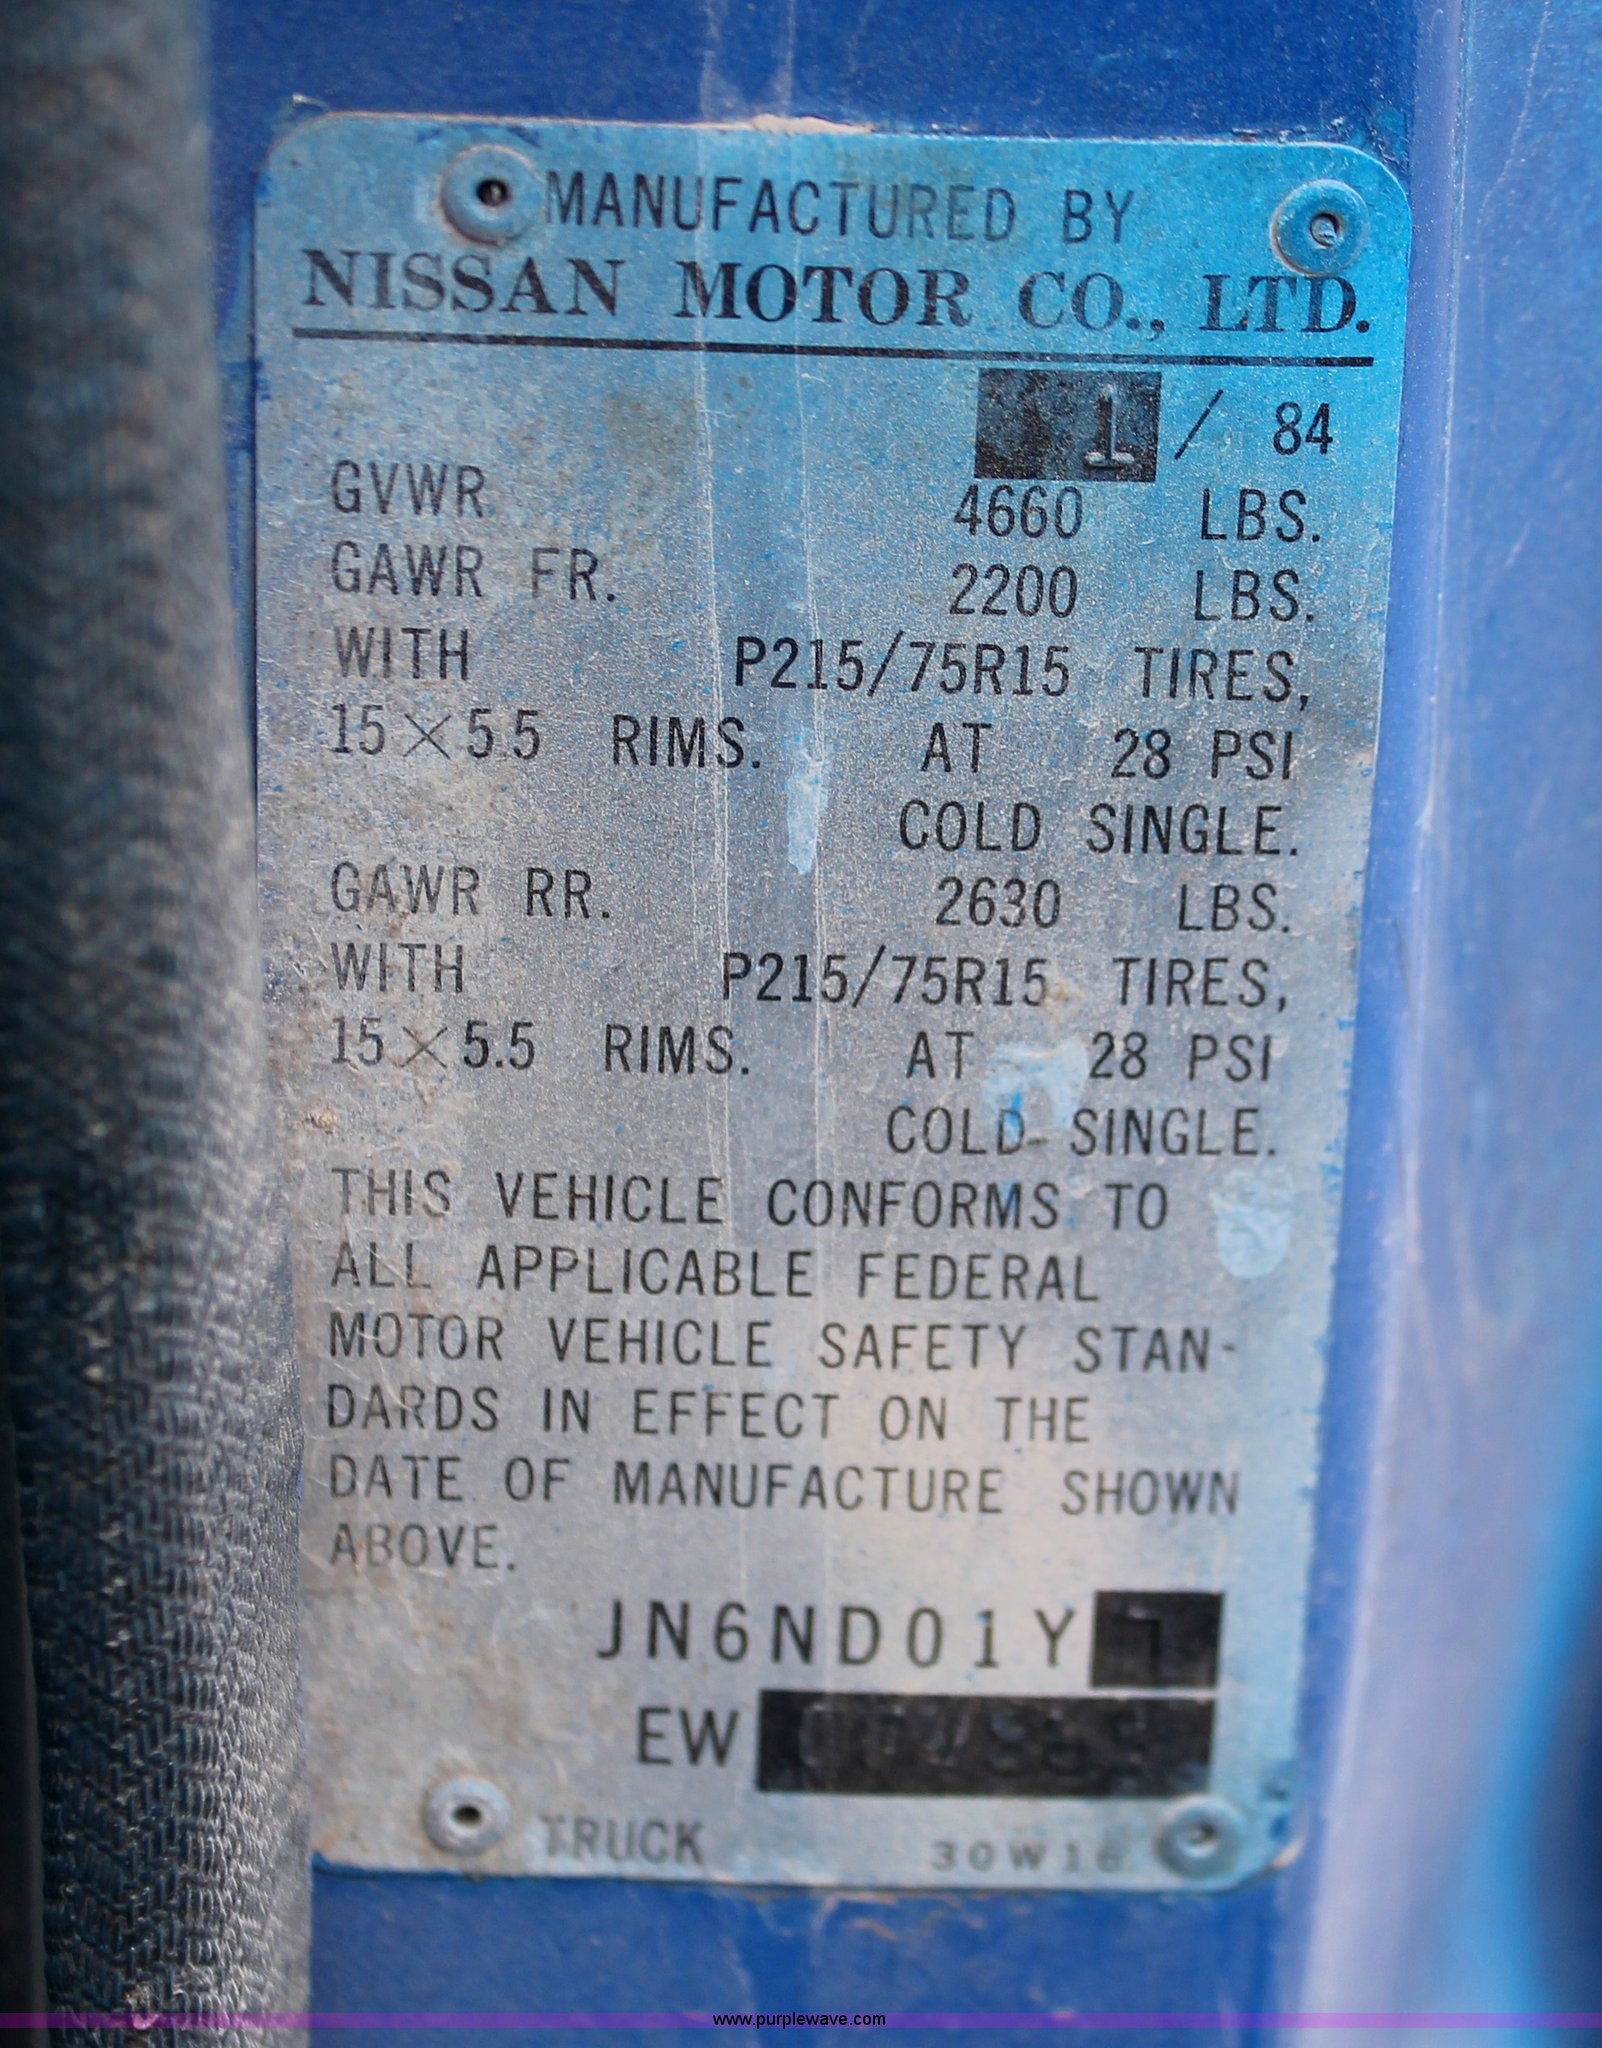 MANUFACTURED BY
NISSAN MOTOR CO., LTD.
1 / 84
GVWR 4660 LBS.
GAWR FR. 2200 LBS.
WITH P215/75R15 TIRES,
15×5.5 RIMS. AT 28 PSI
COLD SINGLE.
GAWR RR. 2630 LBS.
WITH P215/75R15 TIRES,
15×5.5 RIMS. AT 28 PSI
COLD SINGLE.
THIS VEHICLE CONFORMS TO
ALL APPLICABLE FEDERAL
MOTOR VEHICLE SAFETY STAN-
DARDS IN EFFECT ON THE
DATE OF MANUFACTURE SHOWN
ABOVE.
JN6ND01Y
EW
TRUCK 30W16
www.purplewave.com